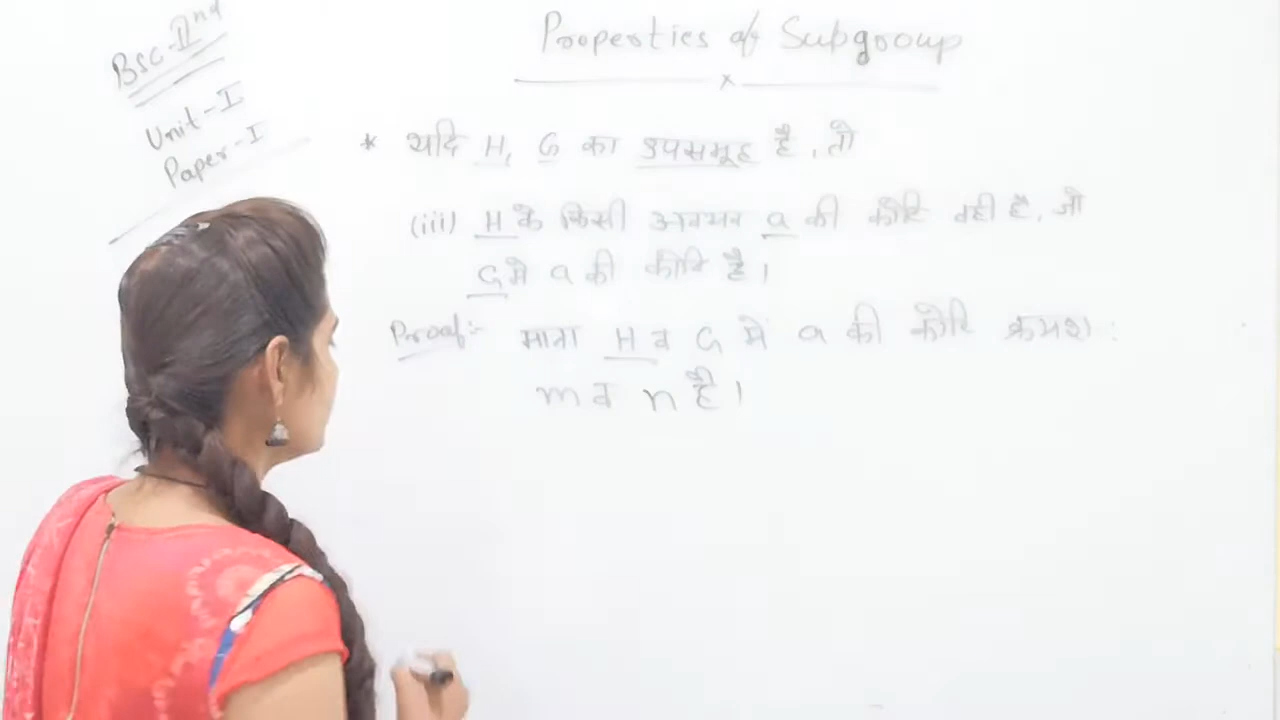 BSC-IInd
Unit-I
Paper-I
Properties of Subgroup
* यदि H, G का उपसमूह है, तो
(iii) H के किसी अवयव a की कोटि वही है, जो
G में a की कोटि है।
Proof:- माना H व G में a की कोटि क्रमश:
m व n है।